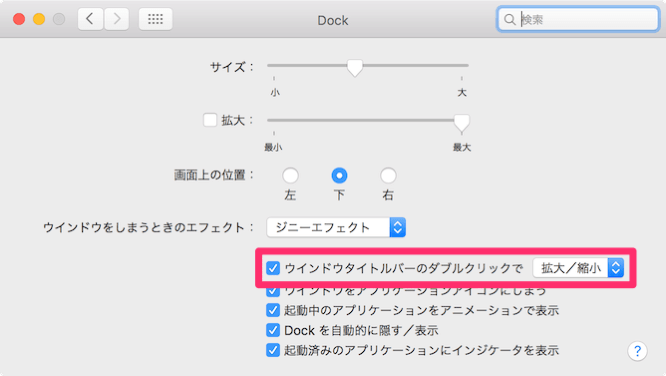 Dock
検索
サイズ：
小 大
拡大：
最小 最大
画面上の位置：
左 下 右
ウインドウをしまうときのエフェクト： ジニーエフェクト
ウインドウタイトルバーのダブルクリックで 拡大／縮小
ウインドウをアプリケーションアイコンにしまう
起動中のアプリケーションをアニメーションで表示
Dock を自動的に隠す／表示
起動済みのアプリケーションにインジケータを表示
?